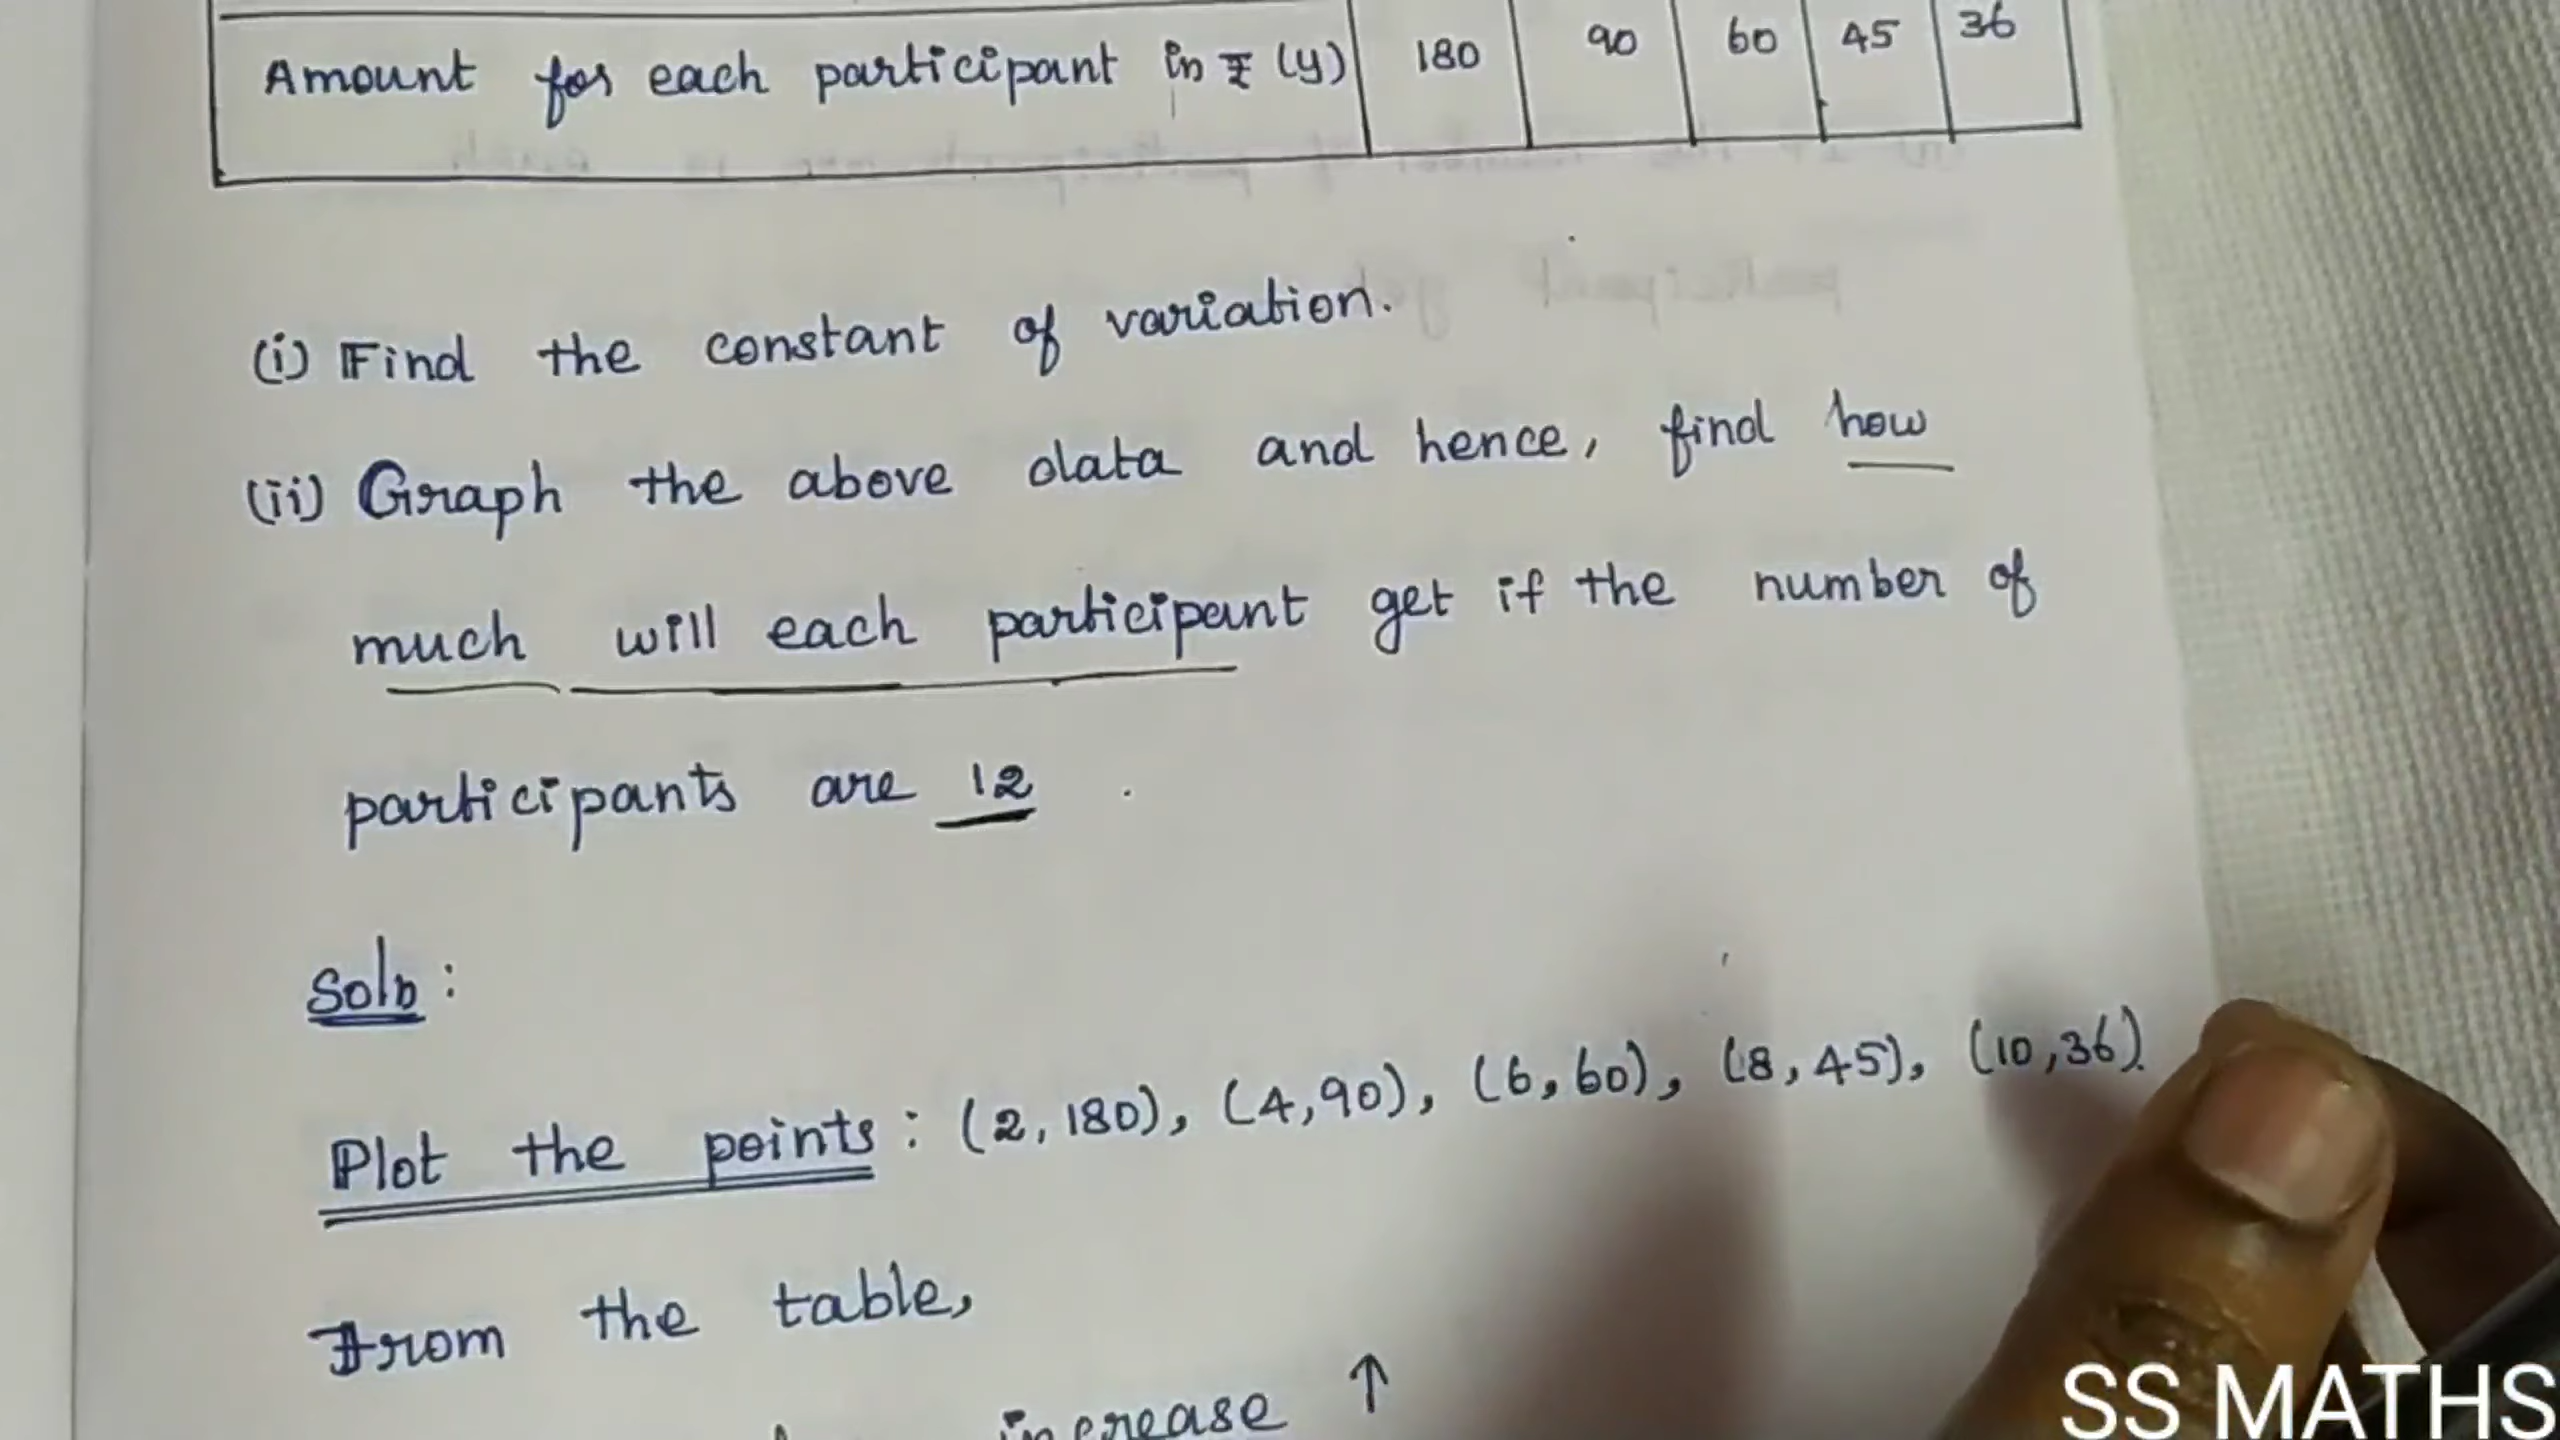 Amount for each participant in ₹ (y) 180 90 60 45 36
(i) Find the constant of variation.
(ii) Graph the above data and hence, find how
much will each participant get if the number of
participants are 12.
Soln:
Plot the points: (2, 180), (4, 90), (6, 60), (8, 45), (10, 36).
From the table,
increase ↑
SS MATHS